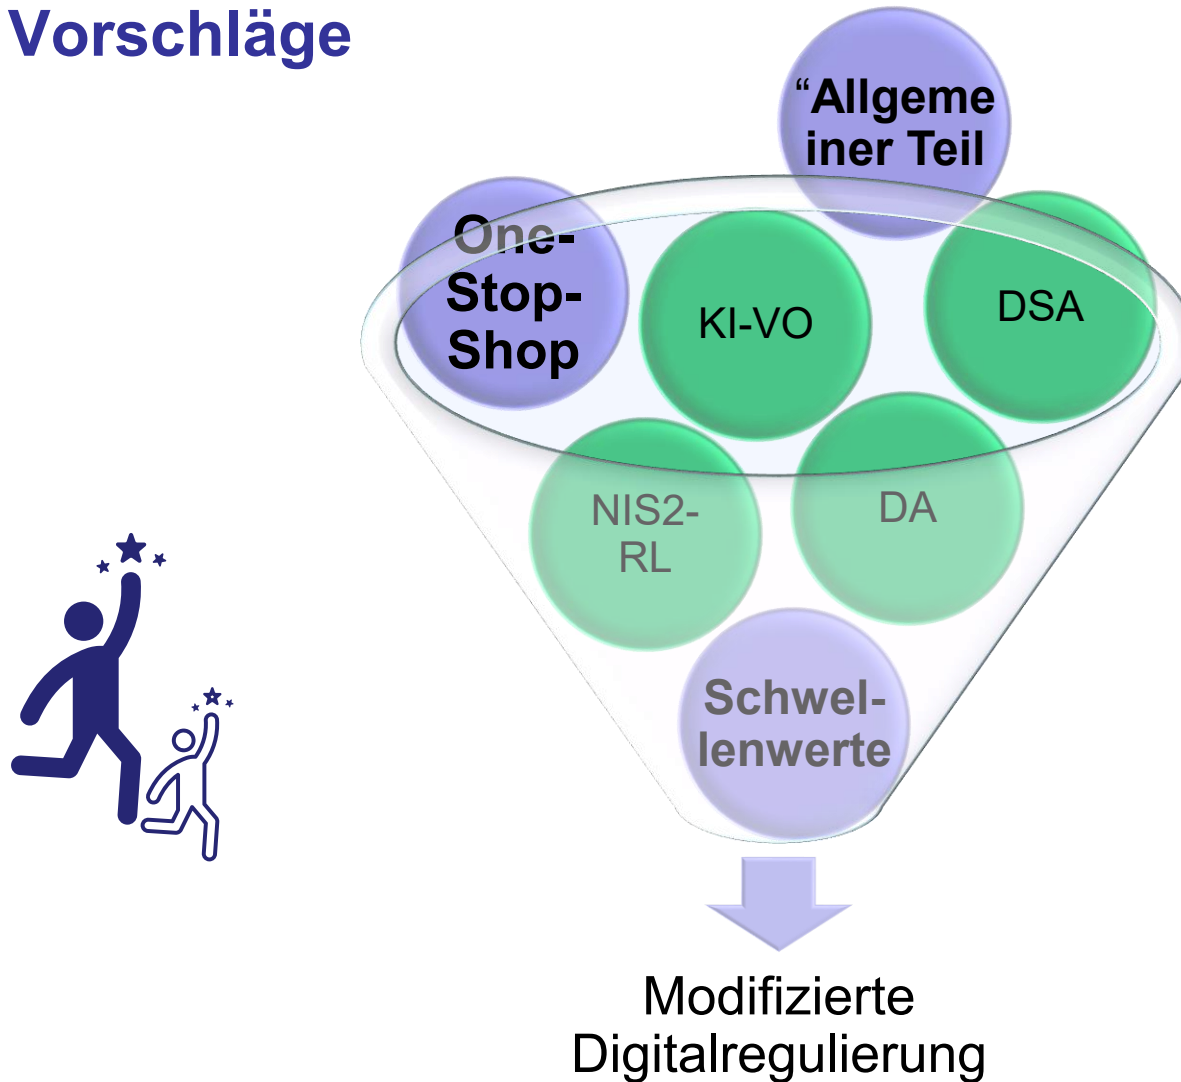 Vorschläge
“Allgeme
iner Teil
One-
Stop-
Shop
KI-VO
DSA
NIS2-
RL
DA
Schwel-
lenwerte
Modifizierte
Digitalregulierung